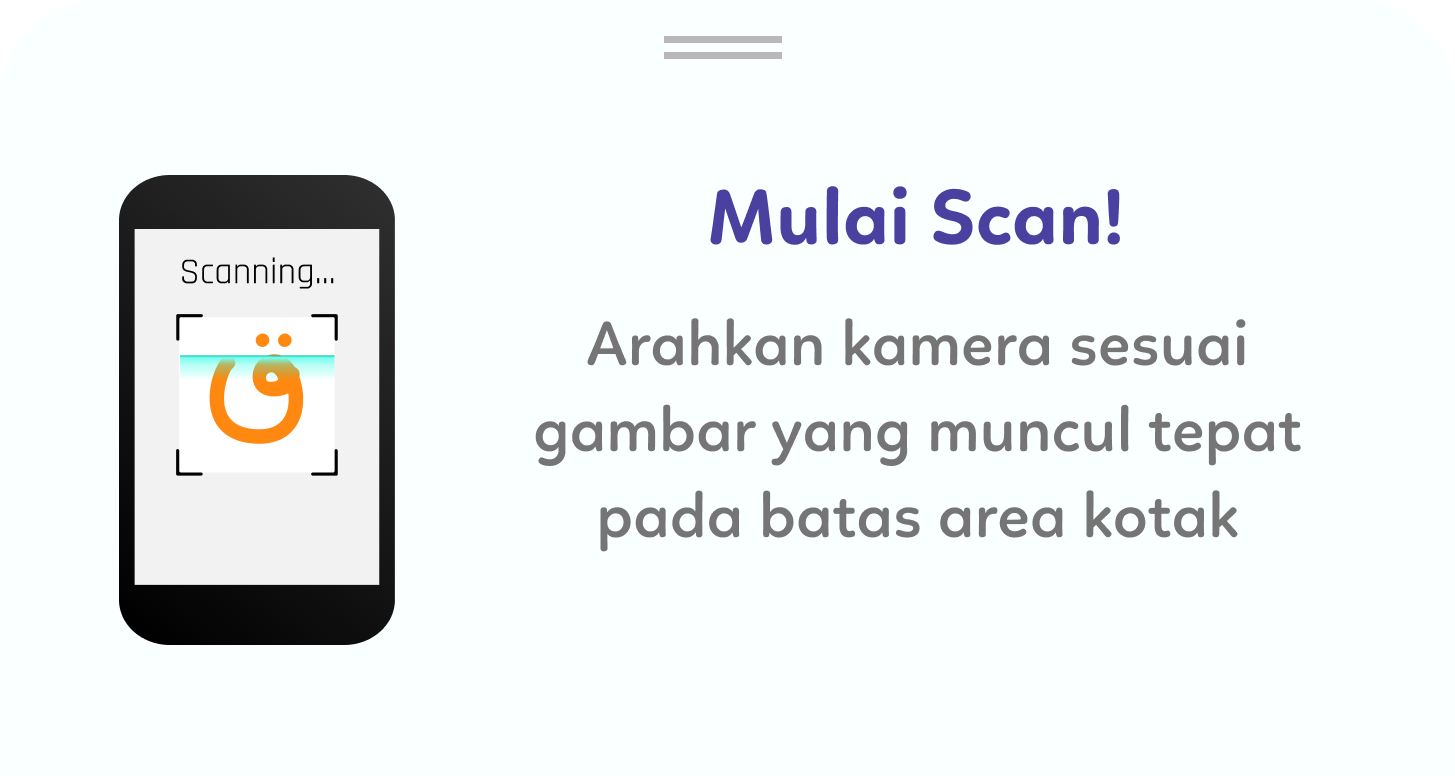 Scanning...
ق
Mulai Scan!
Arahkan kamera sesuai
gambar yang muncul tepat
pada batas area kotak